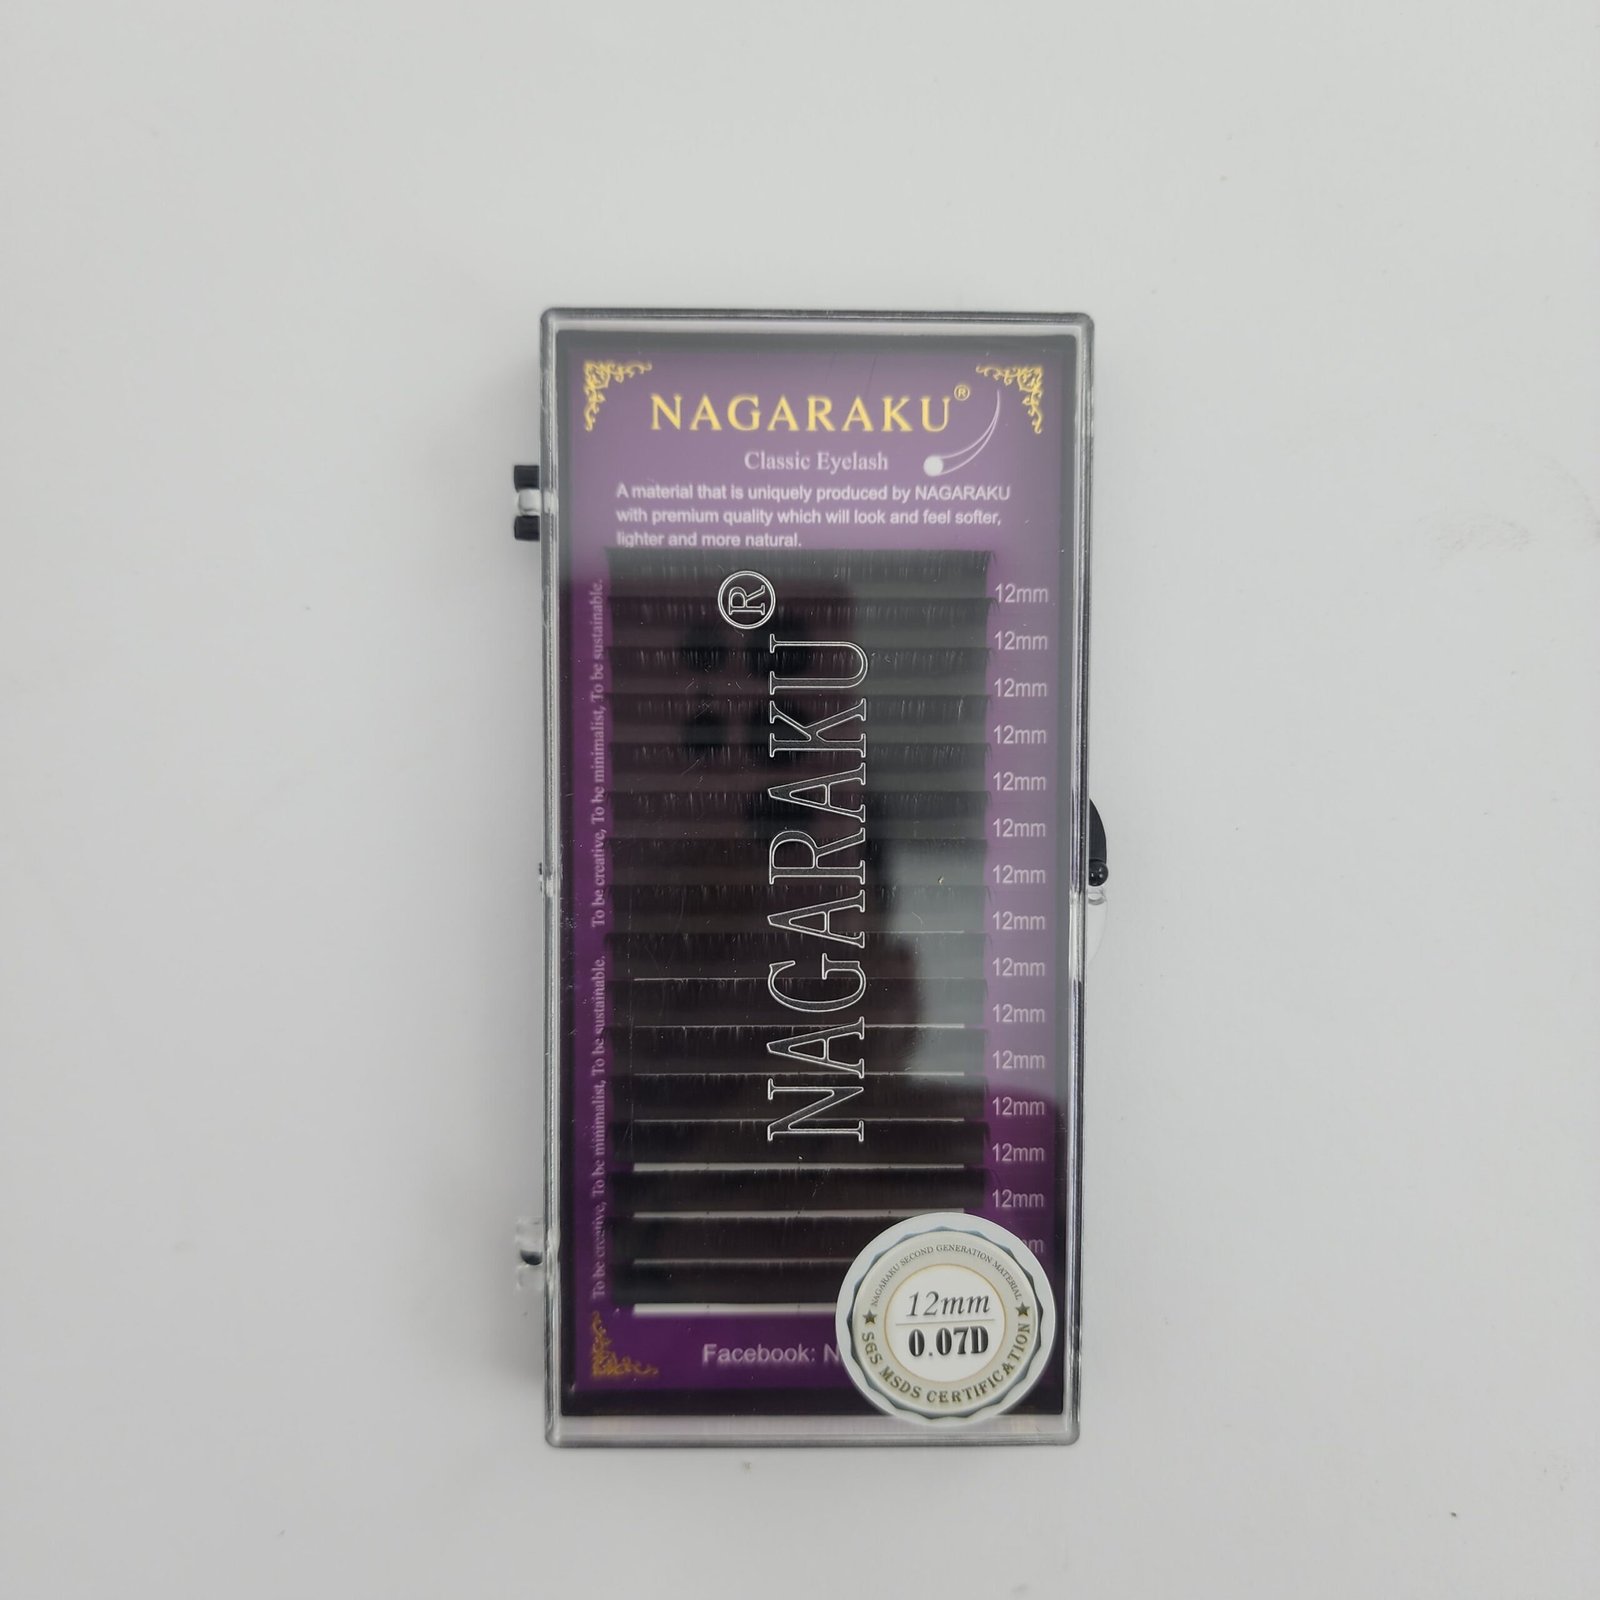 NAGARAKU®
Classic Eyelash
A material that is uniquely produced by NAGARAKU
with premium quality which will look and feel softer,
lighter and more natural.
To be creative, To be minimalist, To be sustainable.
To be creative, To be minimalist, To be sustainable.
NAGARAKU®
12mm
12mm
12mm
12mm
12mm
12mm
12mm
12mm
12mm
12mm
12mm
12mm
12mm
12mm
mm
Facebook: N
NAGARAKU SECOND GENERATION MATERIAL
12mm
0.07D
★ SGS MSDS CERTIFICATION ★